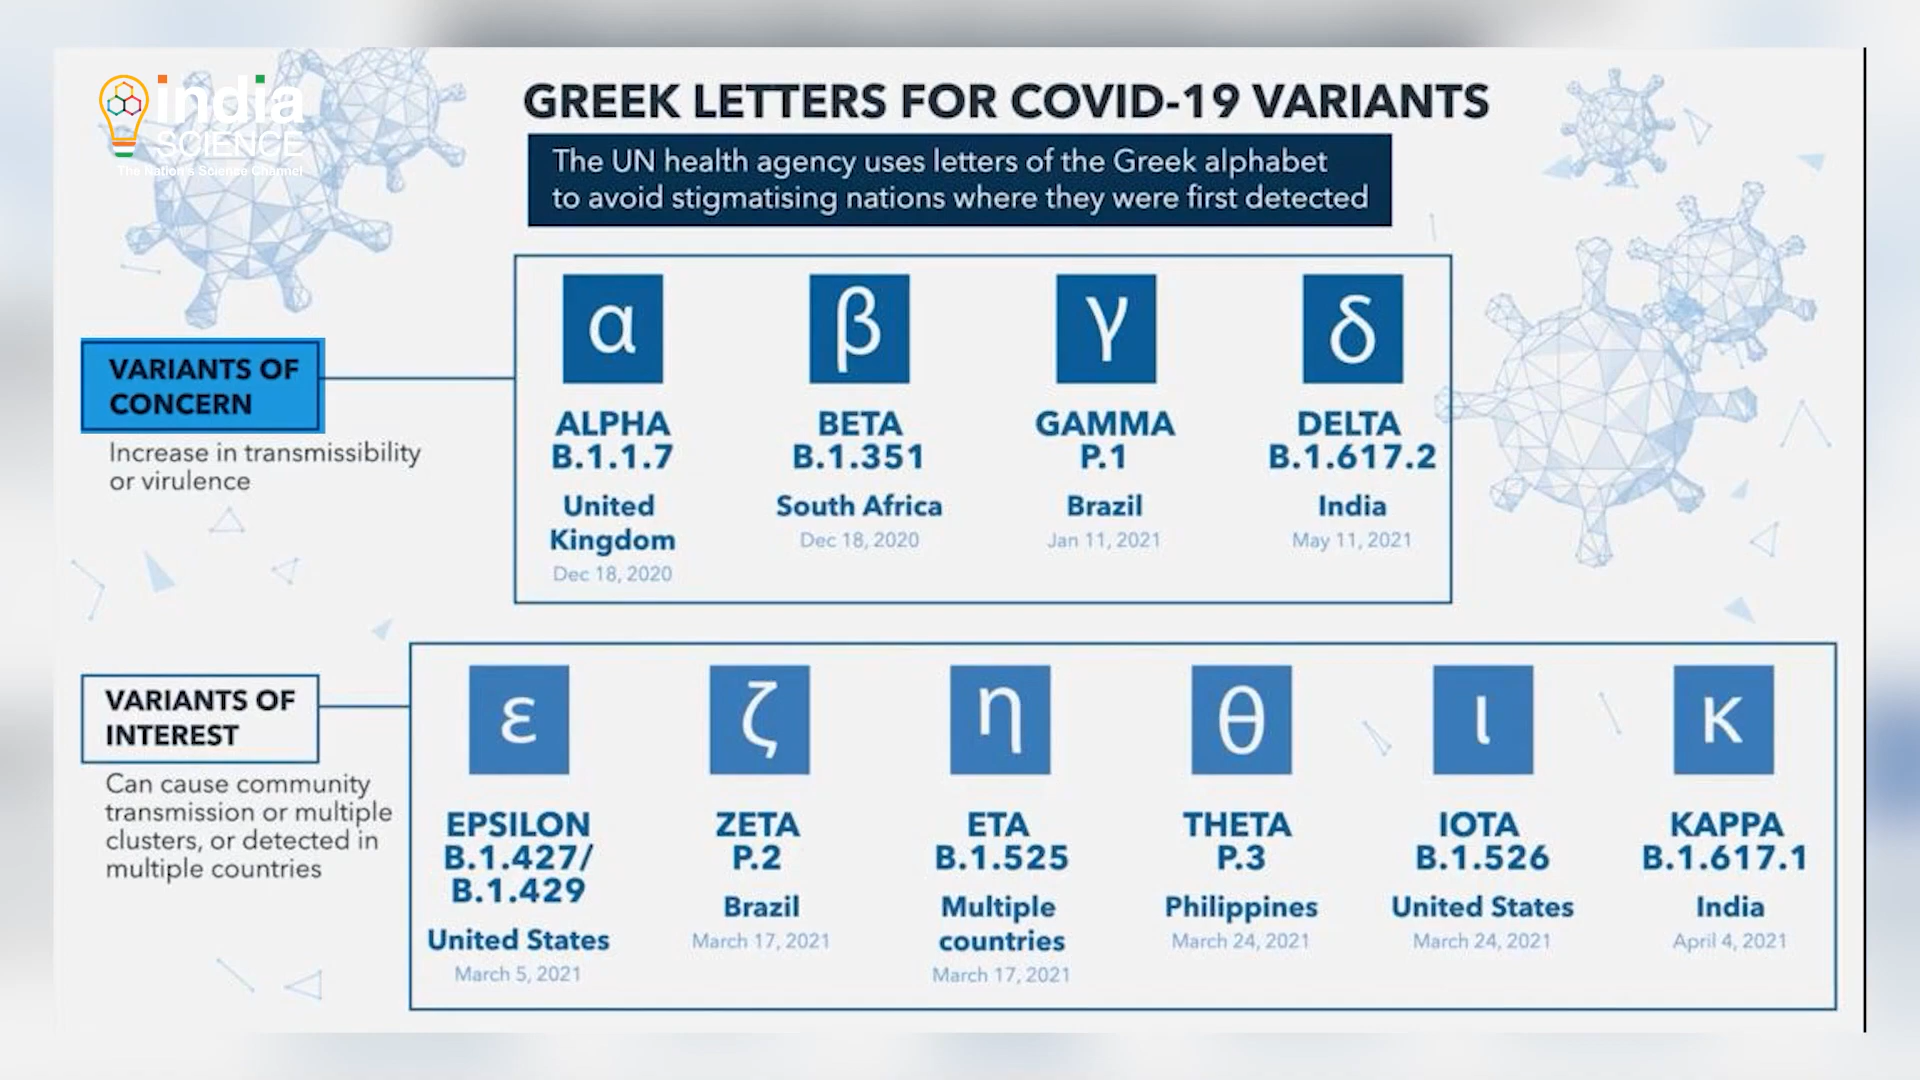 india
SCIENCE
The Nation's Science Channel
GREEK LETTERS FOR COVID-19 VARIANTS
The UN health agency uses letters of the Greek alphabet
to avoid stigmatising nations where they were first detected
VARIANTS OF
CONCERN
Increase in transmissibility
or virulence
α
ALPHA
B.1.1.7
United
Kingdom
Dec 18, 2020
β
BETA
B.1.351
South Africa
Dec 18, 2020
γ
GAMMA
P.1
Brazil
Jan 11, 2021
δ
DELTA
B.1.617.2
India
May 11, 2021
VARIANTS OF
INTEREST
Can cause community
transmission or multiple
clusters, or detected in
multiple countries
ε
EPSILON
B.1.427/
B.1.429
United States
March 5, 2021
ζ
ZETA
P.2
Brazil
March 17, 2021
η
ETA
B.1.525
Multiple
countries
March 17, 2021
θ
THETA
P.3
Philippines
March 24, 2021
ι
IOTA
B.1.526
United States
March 24, 2021
κ
KAPPA
B.1.617.1
India
April 4, 2021